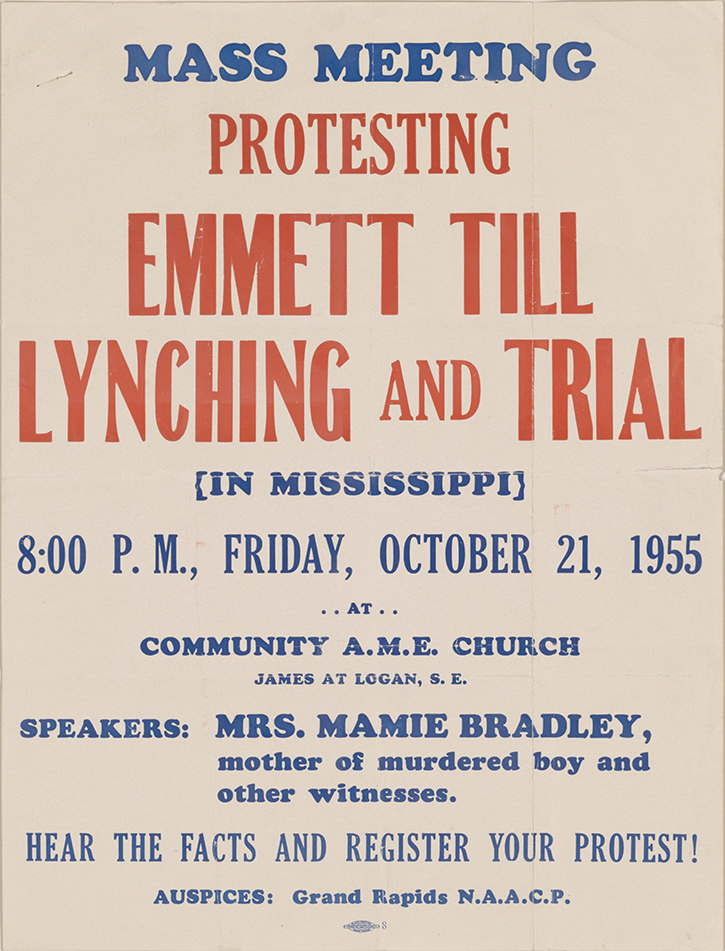 MASS MEETING
PROTESTING
EMMETT TILL
LYNCHING AND TRIAL
[IN MISSISSIPPI]
8:00 P. M., FRIDAY, OCTOBER 21, 1955
. . AT . .
COMMUNITY A.M.E. CHURCH
JAMES AT LOGAN, S. E.
SPEAKERS: MRS. MAMIE BRADLEY,
mother of murdered boy and
other witnesses.
HEAR THE FACTS AND REGISTER YOUR PROTEST!
AUSPICES: Grand Rapids N.A.A.C.P.
8